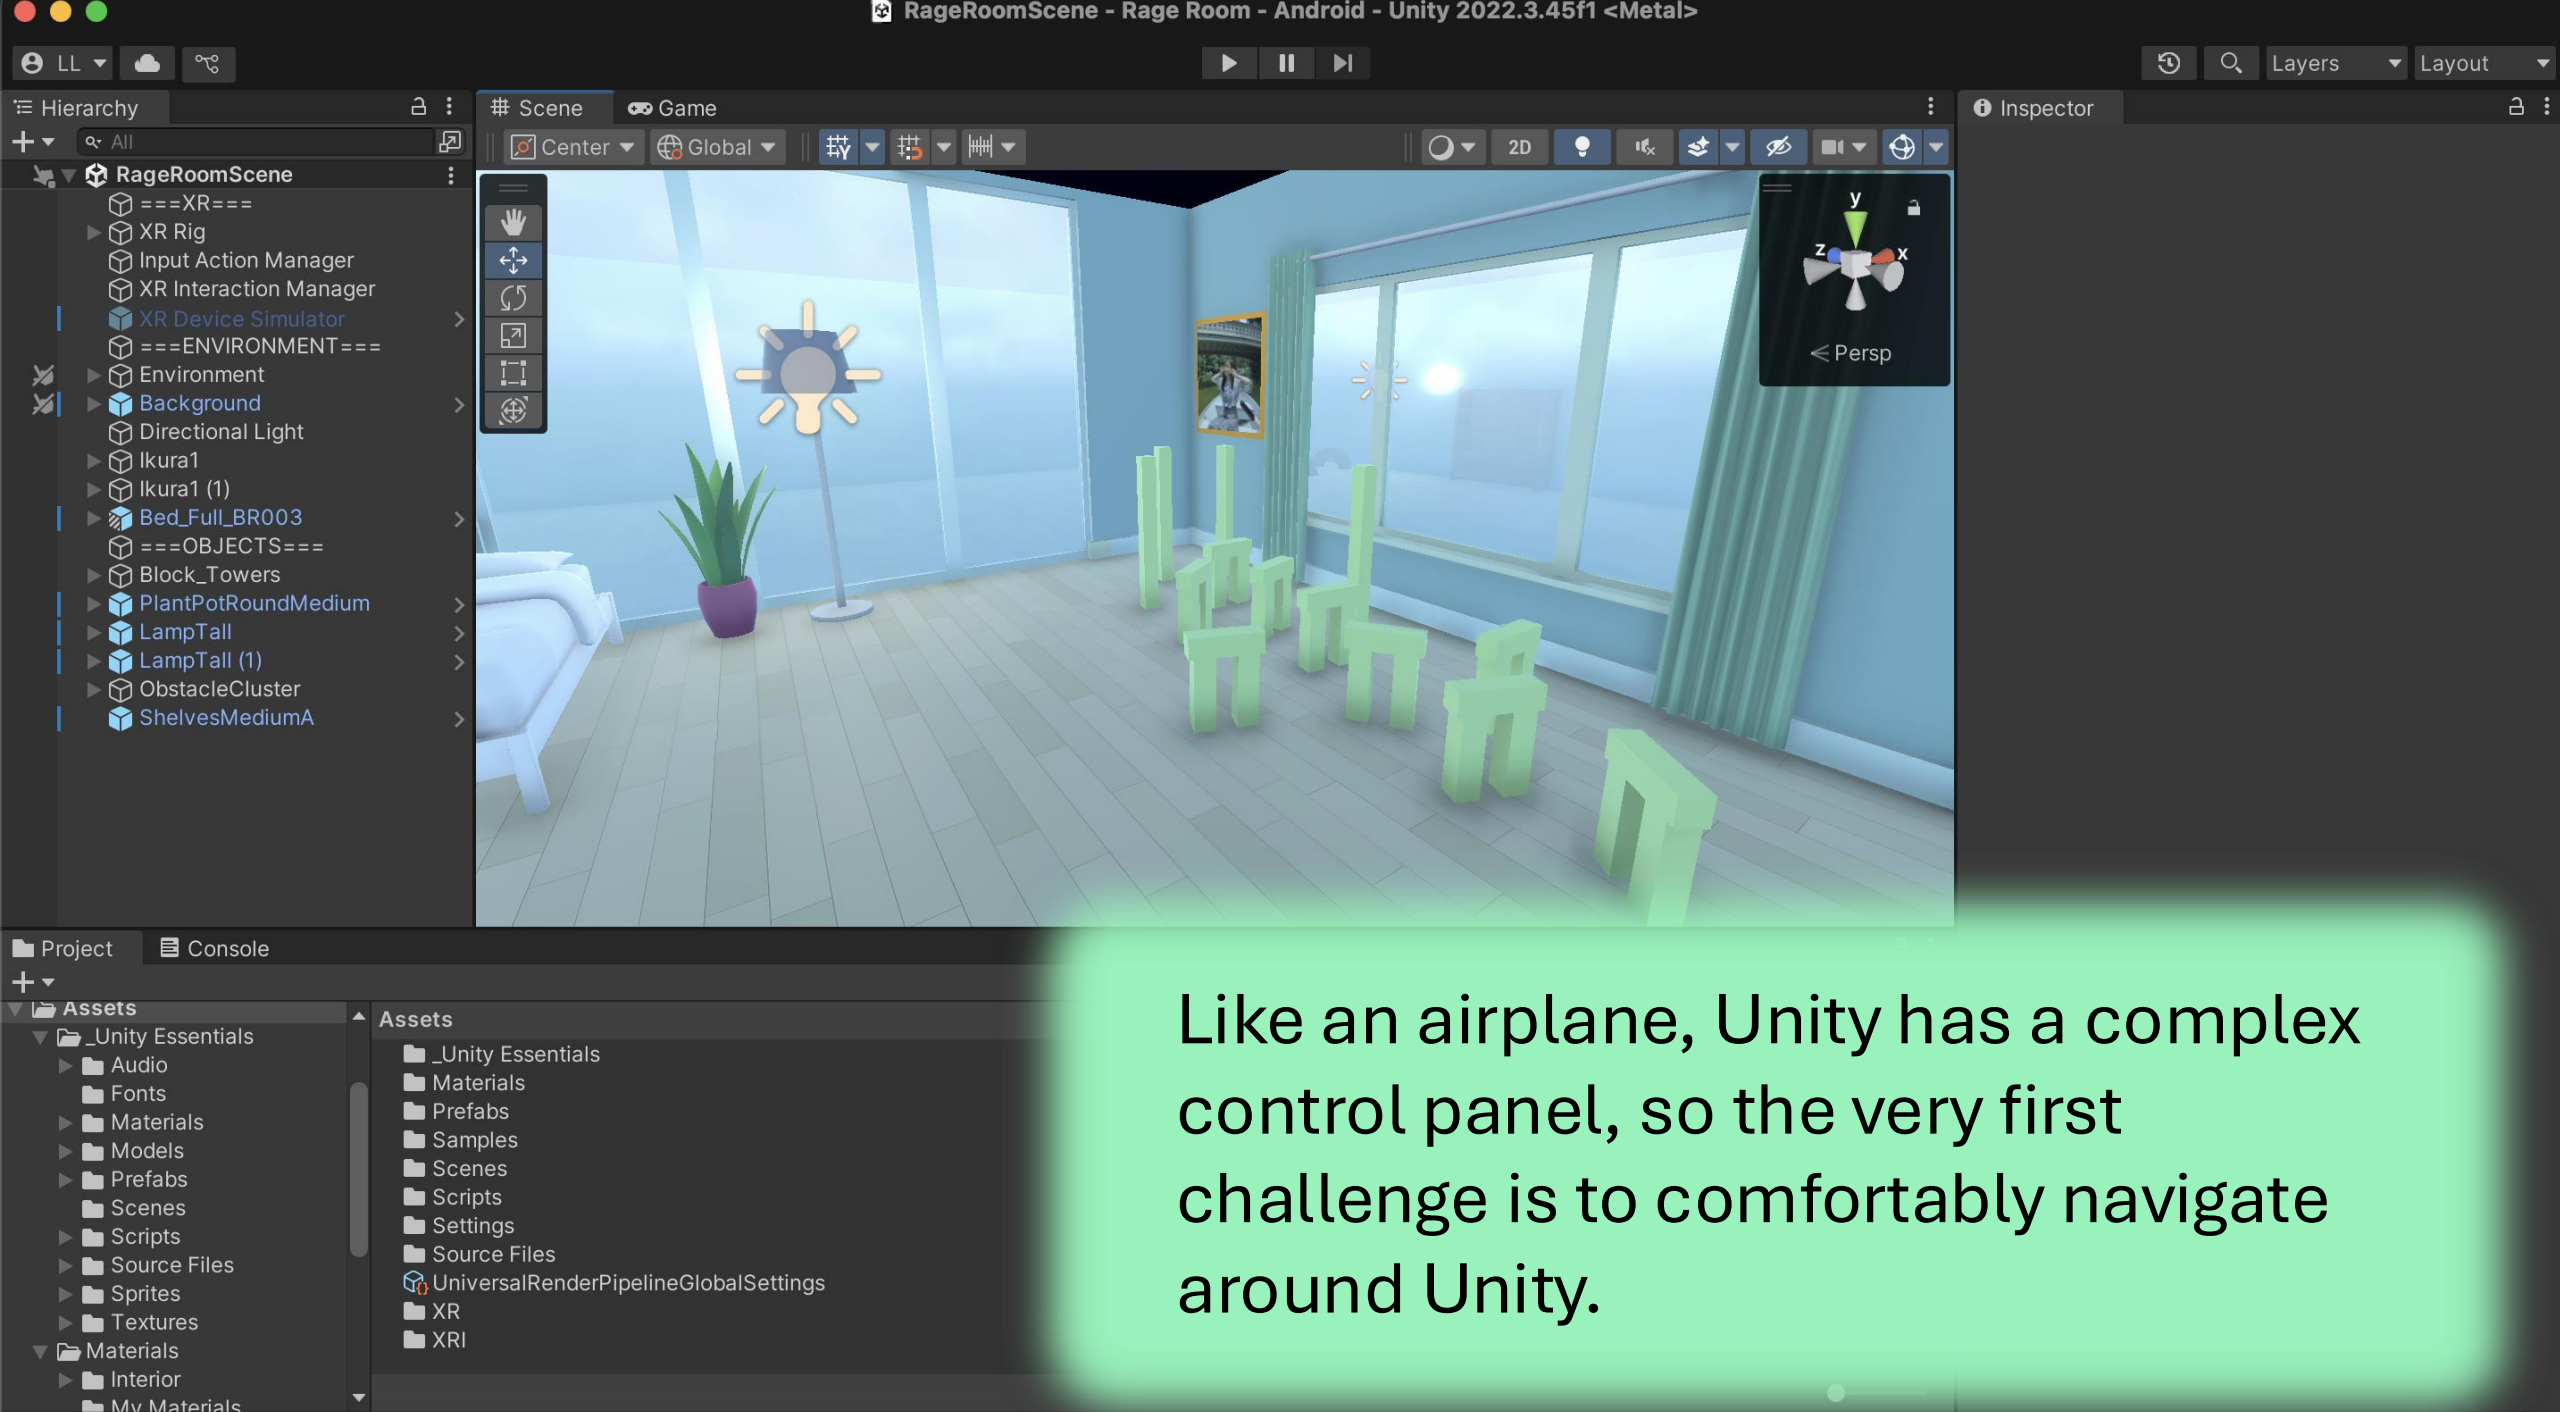 RageRoomScene - Rage Room - Android - Unity 2022.3.45f1 <Metal>
LL
Layers
Layout
Hierarchy
Scene
Game
Inspector
All
Center
Global
2D
RageRoomScene
===XR===
XR Rig
Input Action Manager
XR Interaction Manager
XR Device Simulator
===ENVIRONMENT===
Environment
Background
Directional Light
Ikura1
Ikura1 (1)
Bed_Full_BR003
===OBJECTS===
Block_Towers
PlantPotRoundMedium
LampTall
LampTall (1)
ObstacleCluster
ShelvesMediumA
y
z
x
Persp
Project
Console
Assets
_Unity Essentials
Audio
Fonts
Materials
Models
Prefabs
Scenes
Scripts
Source Files
Sprites
Textures
Materials
Interior
My Materials
Assets
_Unity Essentials
Materials
Prefabs
Samples
Scenes
Scripts
Settings
Source Files
UniversalRenderPipelineGlobalSettings
XR
XRI
Like an airplane, Unity has a complex
control panel, so the very first
challenge is to comfortably navigate
around Unity.